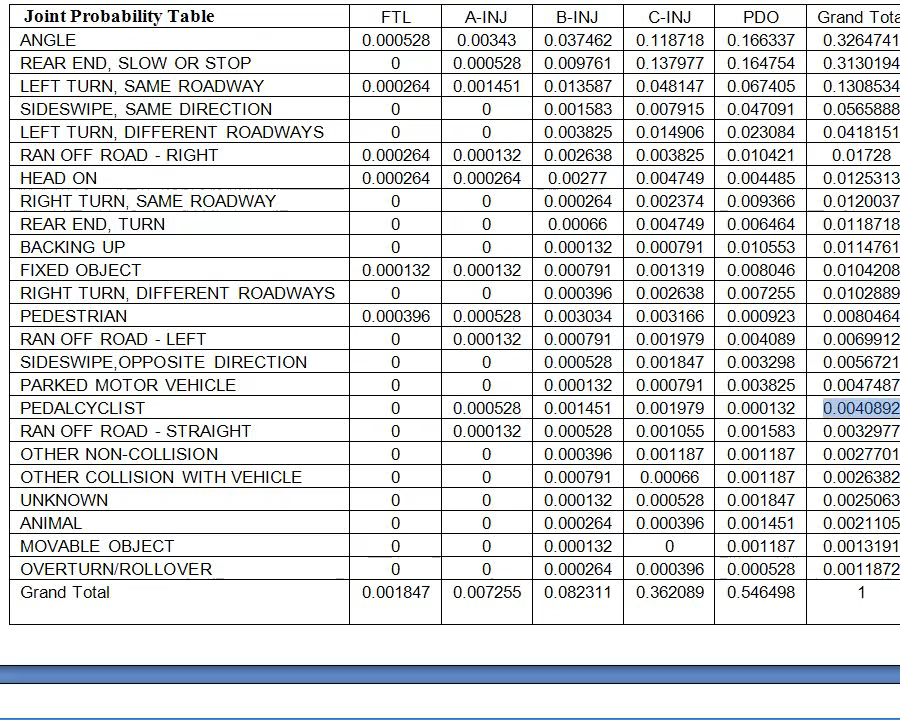 Joint Probability Table FTL A-INJ B-INJ C-INJ PDO Grand Tota
ANGLE 0.000528 0.00343 0.037462 0.118718 0.166337 0.3264741
REAR END, SLOW OR STOP 0 0.000528 0.009761 0.137977 0.164754 0.3130194
LEFT TURN, SAME ROADWAY 0.000264 0.001451 0.013587 0.048147 0.067405 0.1308534
SIDESWIPE, SAME DIRECTION 0 0 0.001583 0.007915 0.047091 0.0565888
LEFT TURN, DIFFERENT ROADWAYS 0 0 0.003825 0.014906 0.023084 0.0418151
RAN OFF ROAD - RIGHT 0.000264 0.000132 0.002638 0.003825 0.010421 0.01728
HEAD ON 0.000264 0.000264 0.00277 0.004749 0.004485 0.0125313
RIGHT TURN, SAME ROADWAY 0 0 0.000264 0.002374 0.009366 0.0120037
REAR END, TURN 0 0 0.00066 0.004749 0.006464 0.0118718
BACKING UP 0 0 0.000132 0.000791 0.010553 0.0114761
FIXED OBJECT 0.000132 0.000132 0.000791 0.001319 0.008046 0.0104208
RIGHT TURN, DIFFERENT ROADWAYS 0 0 0.000396 0.002638 0.007255 0.0102889
PEDESTRIAN 0.000396 0.000528 0.003034 0.003166 0.000923 0.0080464
RAN OFF ROAD - LEFT 0 0.000132 0.000791 0.001979 0.004089 0.0069912
SIDESWIPE,OPPOSITE DIRECTION 0 0 0.000528 0.001847 0.003298 0.0056721
PARKED MOTOR VEHICLE 0 0 0.000132 0.000791 0.003825 0.0047487
PEDALCYCLIST 0 0.000528 0.001451 0.001979 0.000132 0.0040892
RAN OFF ROAD - STRAIGHT 0 0.000132 0.000528 0.001055 0.001583 0.0032977
OTHER NON-COLLISION 0 0 0.000396 0.001187 0.001187 0.0027701
OTHER COLLISION WITH VEHICLE 0 0 0.000791 0.00066 0.001187 0.0026382
UNKNOWN 0 0 0.000132 0.000528 0.001847 0.0025063
ANIMAL 0 0 0.000264 0.000396 0.001451 0.0021105
MOVABLE OBJECT 0 0 0.000132 0 0.001187 0.0013191
OVERTURN/ROLLOVER 0 0 0.000264 0.000396 0.000528 0.0011872
Grand Total 0.001847 0.007255 0.082311 0.362089 0.546498 1